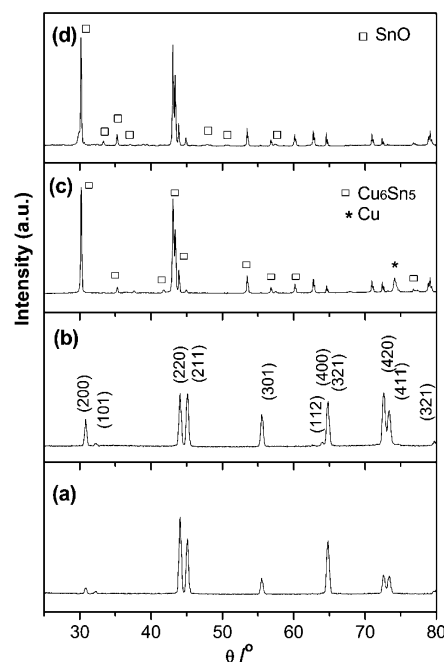 (d)
□ SnO
(c)
□ Cu6Sn5
* Cu
Intensity (a.u.)
(b)
(200)
(101)
(220)
(211)
(301)
(112)
(400)
(321)
(420)
(411)
(321)
(a)
30 40 50 60 70 80
θ /°